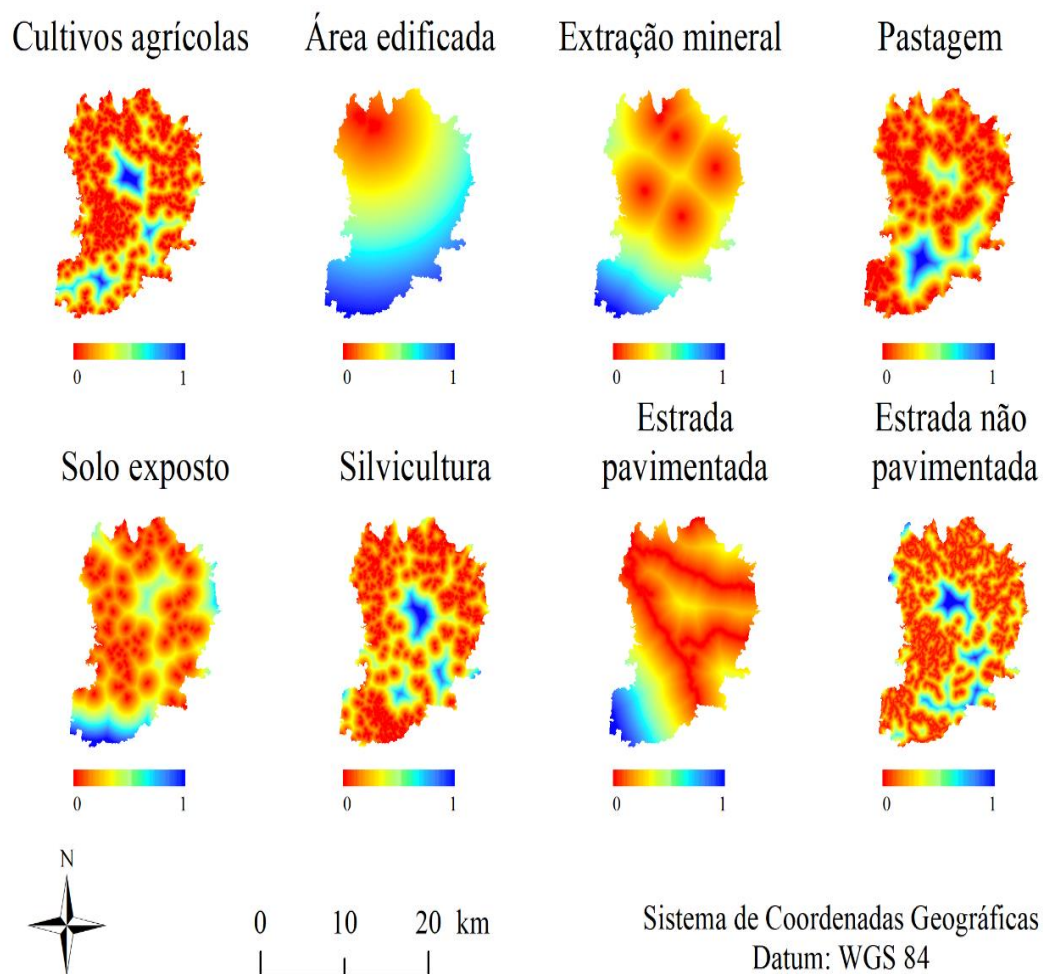 Cultivos agrícolas Área edificada Extração mineral Pastagem
0 1 0 1 0 1 0 1
Solo exposto Silvicultura Estrada pavimentada Estrada não pavimentada
0 1 0 1 0 1 0 1
N
0 10 20 km
Sistema de Coordenadas Geográficas
Datum: WGS 84